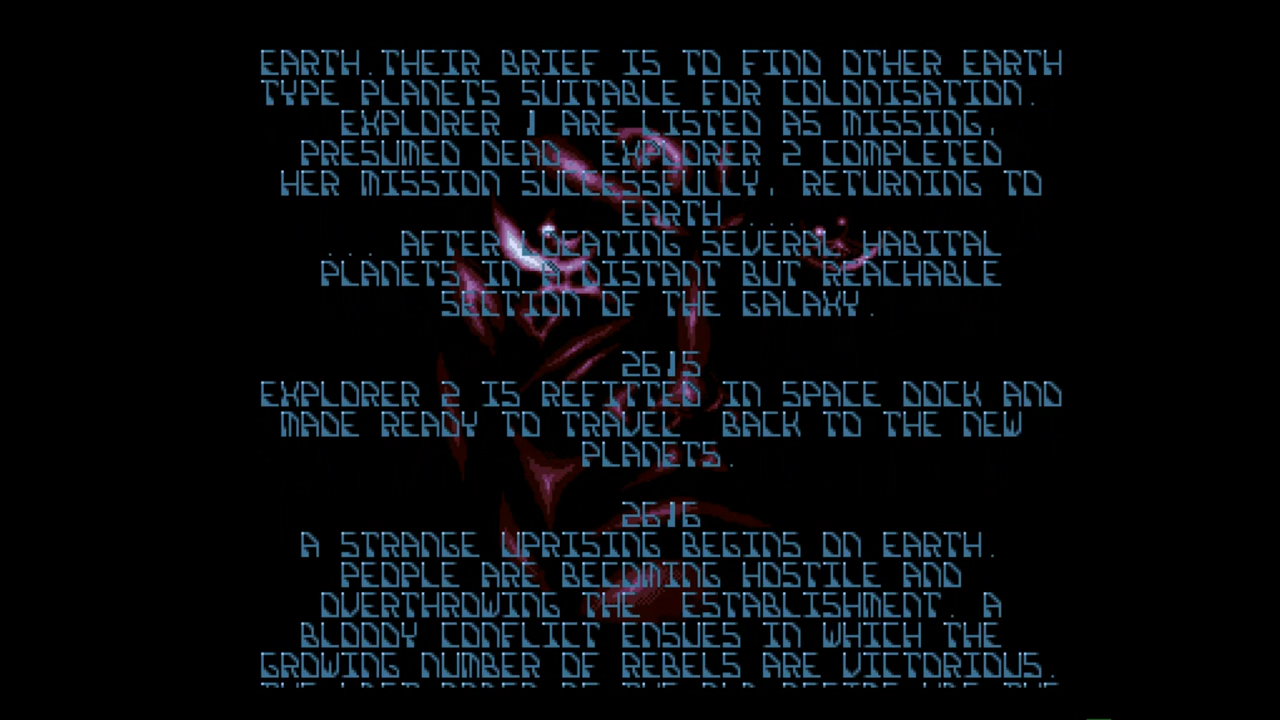 EARTH.THEIR BRIEF IS TO FIND OTHER EARTH
TYPE PLANETS SUITABLE FOR COLONISATION.
EXPLORER 1 ARE LISTED AS MISSING,
PRESUMED DEAD. EXPLORER 2 COMPLETED
HER MISSION SUCCESSFULLY, RETURNING TO
EARTH ...
... AFTER LOCATING SEVERAL HABITAL
PLANETS IN A DISTANT BUT REACHABLE
SECTION OF THE GALAXY.
2615
EXPLORER 2 IS REFITTED IN SPACE DOCK AND
MADE READY TO TRAVEL BACK TO THE NEW
PLANETS.
2616
A STRANGE UPRISING BEGINS ON EARTH.
PEOPLE ARE BECOMING HOSTILE AND
OVERTHROWING THE ESTABLISHMENT. A
BLOODY CONFLICT ENSUES IN WHICH THE
GROWING NUMBER OF REBELS ARE VICTORIOUS.